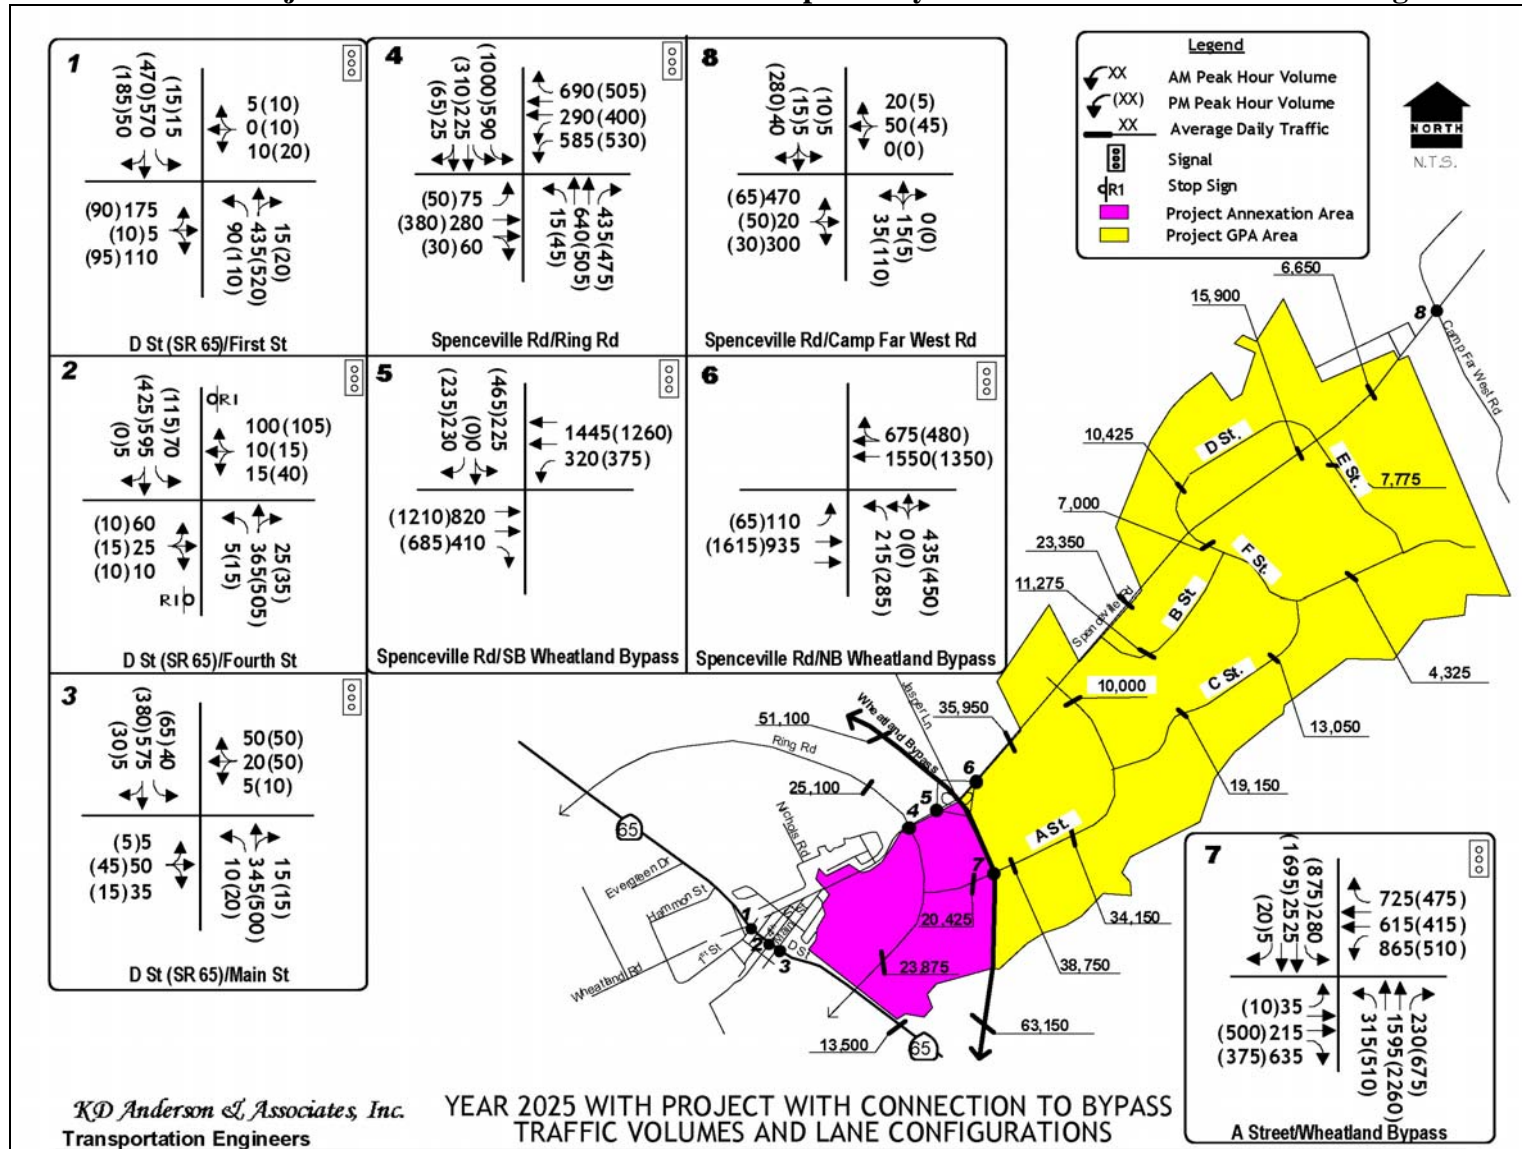 1
(185)50
(470)570
(15)15
5(10)
0(10)
10(20)
(90)175
(10)5
(95)110
90(110)
435(520)
15(20)
D St (SR 65)/First St
4
(65)25
(310)225
(1000)590
690(505)
290(400)
585(530)
(50)75
(380)280
(30)60
15(45)
640(505)
435(475)
Spenceville Rd/Ring Rd
8
(280)40
(15)5
(10)5
20(5)
50(45)
0(0)
(65)470
(50)20
(30)300
35(110)
15(5)
0(0)
Spenceville Rd/Camp Far West Rd
2
(0)5
(425)595
(115)70
R1
100(105)
10(15)
15(40)
(10)60
(15)25
(10)10
R1
5(15)
365(505)
25(35)
D St (SR 65)/Fourth St
5
(235)230
(0)0
(465)225
1445(1260)
320(375)
(1210)820
(685)410
Spenceville Rd/SB Wheatland Bypass
6
675(480)
1550(1350)
(65)110
(1615)935
215(285)
0(0)
435(450)
Spenceville Rd/NB Wheatland Bypass
3
(30)5
(380)575
(65)40
50(50)
20(50)
5(10)
(5)5
(45)50
(15)35
10(20)
345(500)
15(15)
D St (SR 65)/Main St
Legend
XX AM Peak Hour Volume
(XX) PM Peak Hour Volume
XX Average Daily Traffic
Signal
R1 Stop Sign
Project Annexation Area
Project GPA Area
NORTH
N.T.S.
6,650
15,900
8
Camp Far West Rd
10,425
D St.
E St.
7,775
7,000
F St.
23,350
11,275
B St
Spenceville Rd
4,325
10,000
C St.
13,050
Jasper Ln
35,950
Wheatland Bypass
51,100
Ring Rd
6
19,150
25,100
5
4
65
Nichols Rd
A St.
Evergreen Dr
7
Hammon St
1
20,425
34,150
4th St
Main St
2
D St
1st St
3
23,875
38,750
Wheatland Rd
63,150
13,500
65
7
(20)5
(1695)2525
(875)280
725(475)
615(415)
865(510)
(10)35
(500)215
(375)635
315(510)
1595(2260)
230(675)
A Street/Wheatland Bypass
KD Anderson & Associates, Inc.
Transportation Engineers
YEAR 2025 WITH PROJECT WITH CONNECTION TO BYPASS
TRAFFIC VOLUMES AND LANE CONFIGURATIONS